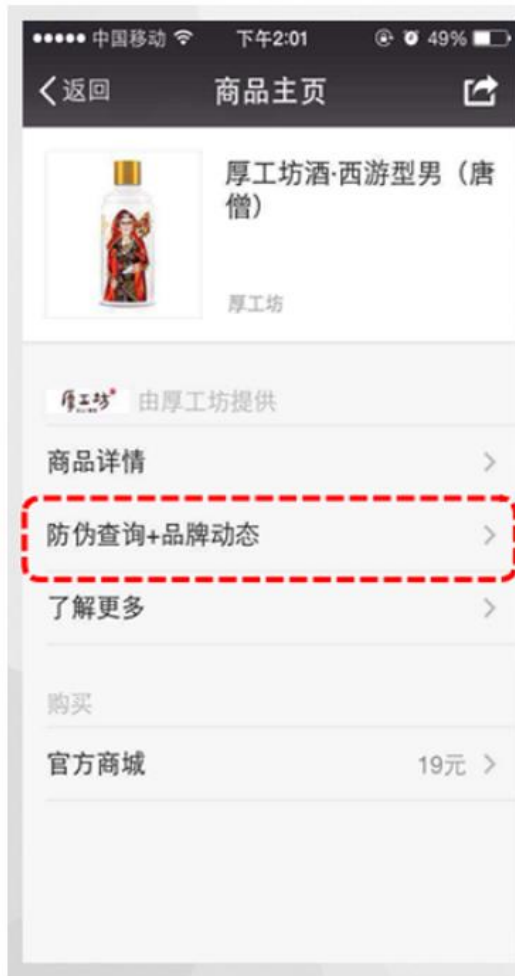 中国移动 下午2:01 49%
返回 商品主页
厚工坊酒·西游型男（唐
僧）
厚工坊
厚工坊 由厚工坊提供
商品详情
防伪查询+品牌动态
了解更多
购买
官方商城 19元